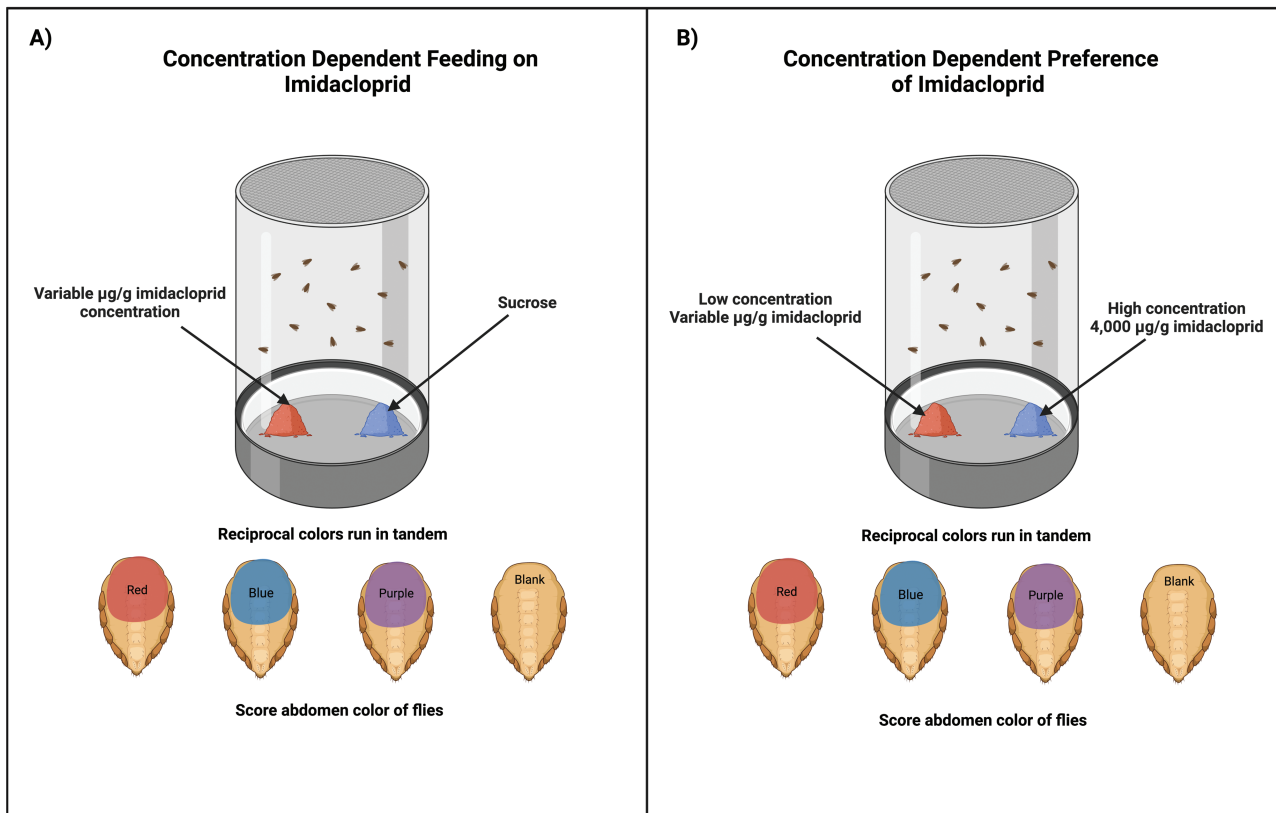 A)
Concentration Dependent Feeding on
Imidacloprid
Variable µg/g imidacloprid
concentration
Sucrose
Reciprocal colors run in tandem
Red
Blue
Purple
Blank
Score abdomen color of flies
B)
Concentration Dependent Preference
of Imidacloprid
Low concentration
Variable µg/g imidacloprid
High concentration
4,000 µg/g imidacloprid
Reciprocal colors run in tandem
Red
Blue
Purple
Blank
Score abdomen color of flies